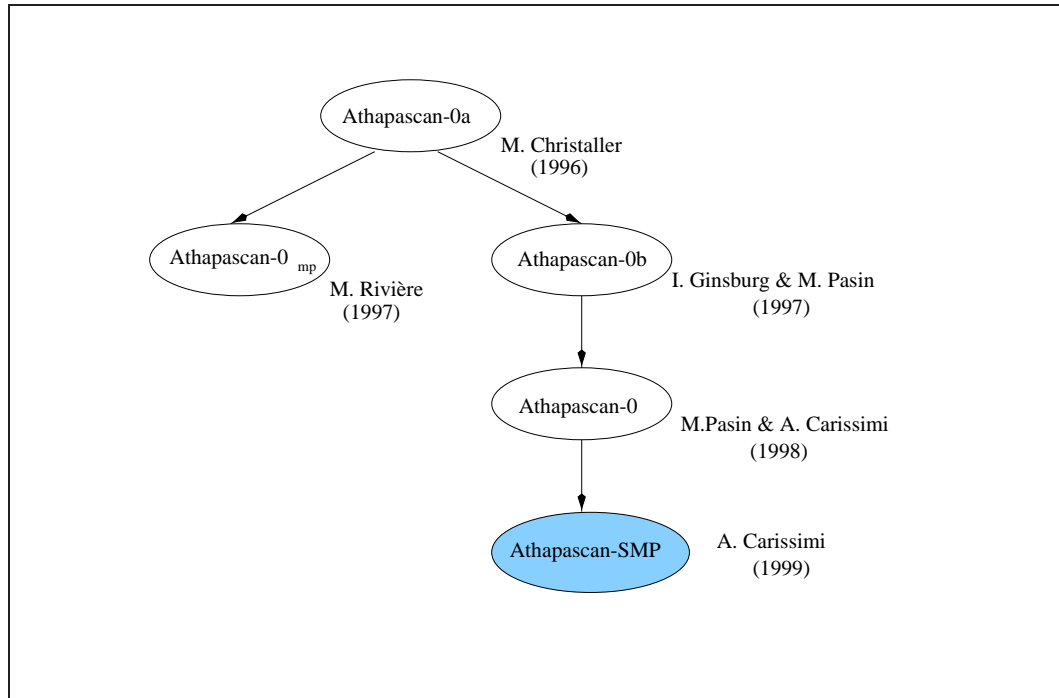 Athapascan-0a
M. Christaller
(1996)
Athapascan-0 mp
M. Rivière
(1997)
Athapascan-0b
I. Ginsburg & M. Pasin
(1997)
Athapascan-0
M.Pasin & A. Carissimi
(1998)
Athapascan-SMP
A. Carissimi
(1999)